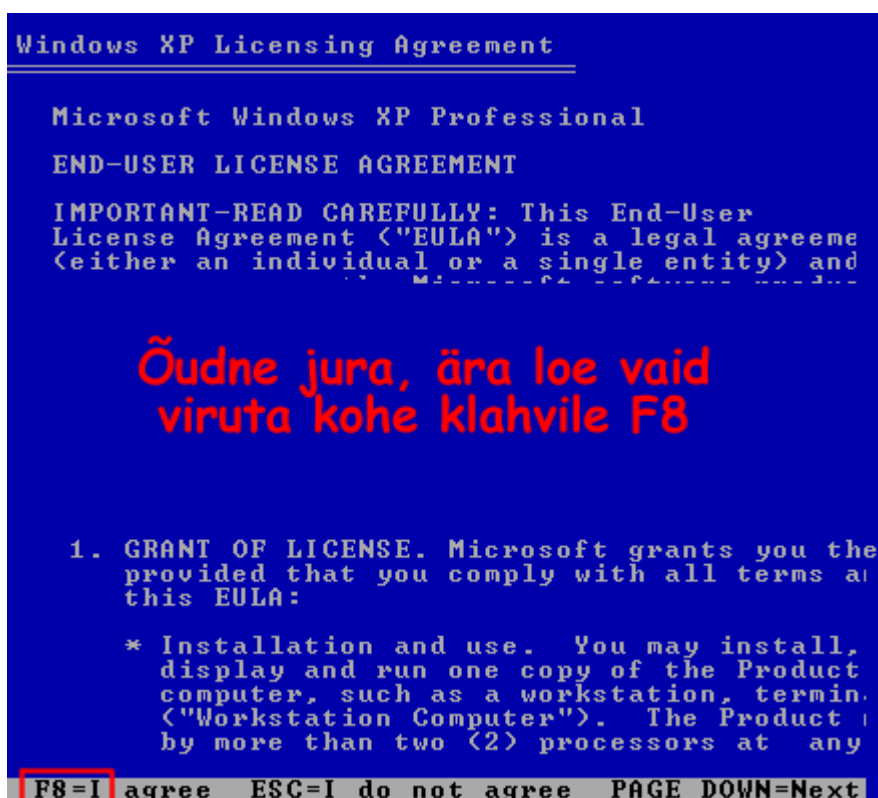 Windows XP Licensing Agreement
Microsoft Windows XP Professional
END-USER LICENSE AGREEMENT
IMPORTANT-READ CAREFULLY: This End-User
License Agreement ("EULA") is a legal agreeme
(either an individual or a single entity) and
Microsoft software produc
Õudne jura, ära loe vaid
viruta kohe klahvile F8
1. GRANT OF LICENSE. Microsoft grants you the
provided that you comply with all terms a
this EULA:
* Installation and use. You may install,
display and run one copy of the Product
computer, such as a workstation, termin
("Workstation Computer"). The Product
by more than two (2) processors at any
F8=I agree ESC=I do not agree PAGE DOWN=Next